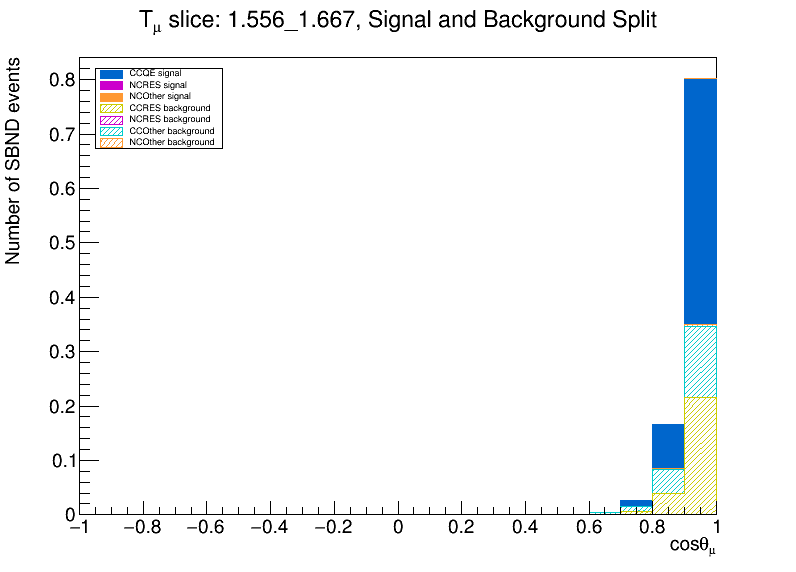 Tμ slice: 1.556_1.667, Signal and Background Split
Number of SBND events
CCQE signal
NCRES signal
NCOther signal
CCRES background
NCRES background
CCOther background
NCOther background
0.8
0.7
0.6
0.5
0.4
0.3
0.2
0.1
0
−1 −0.8 −0.6 −0.4 −0.2 0 0.2 0.4 0.6 0.8 1
cosθμ